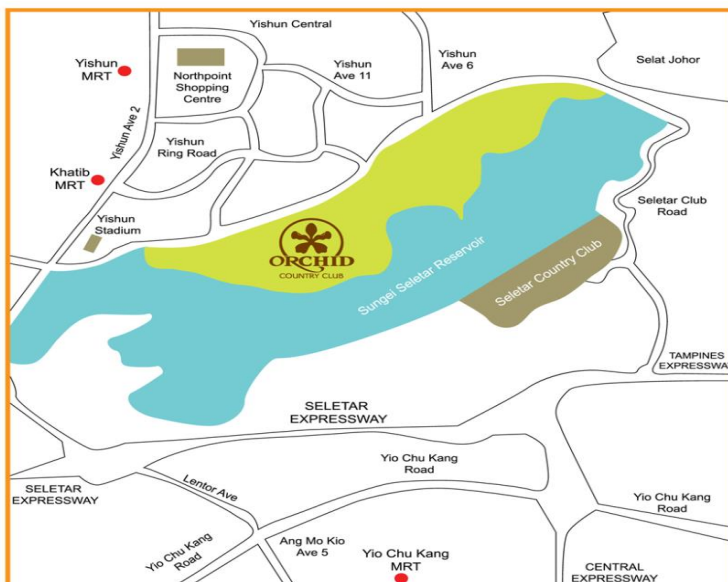 Yishun Central
Yishun
MRT
Northpoint
Shopping
Centre
Yishun
Ave 11
Yishun
Ave 6
Selat Johor
Yishun Ave 2
Yishun
Ring Road
Khatib
MRT
Yishun
Stadium
Seletar Club
Road
ORCHID
COUNTRY CLUB
Sungei Seletar Reservoir
Seletar Country Club
TAMPINES
EXPRESSWA
SELETAR
EXPRESSWAY
Yio Chu Kang
Road
SELETAR
EXPRESSWAY
Lentor Ave
Yio Chu Kang
Road
Yio Chu Kang
Road
Ang Mo Kio
Ave 5
Yio Chu Kang
MRT
CENTRAL
EXPRESSWAY